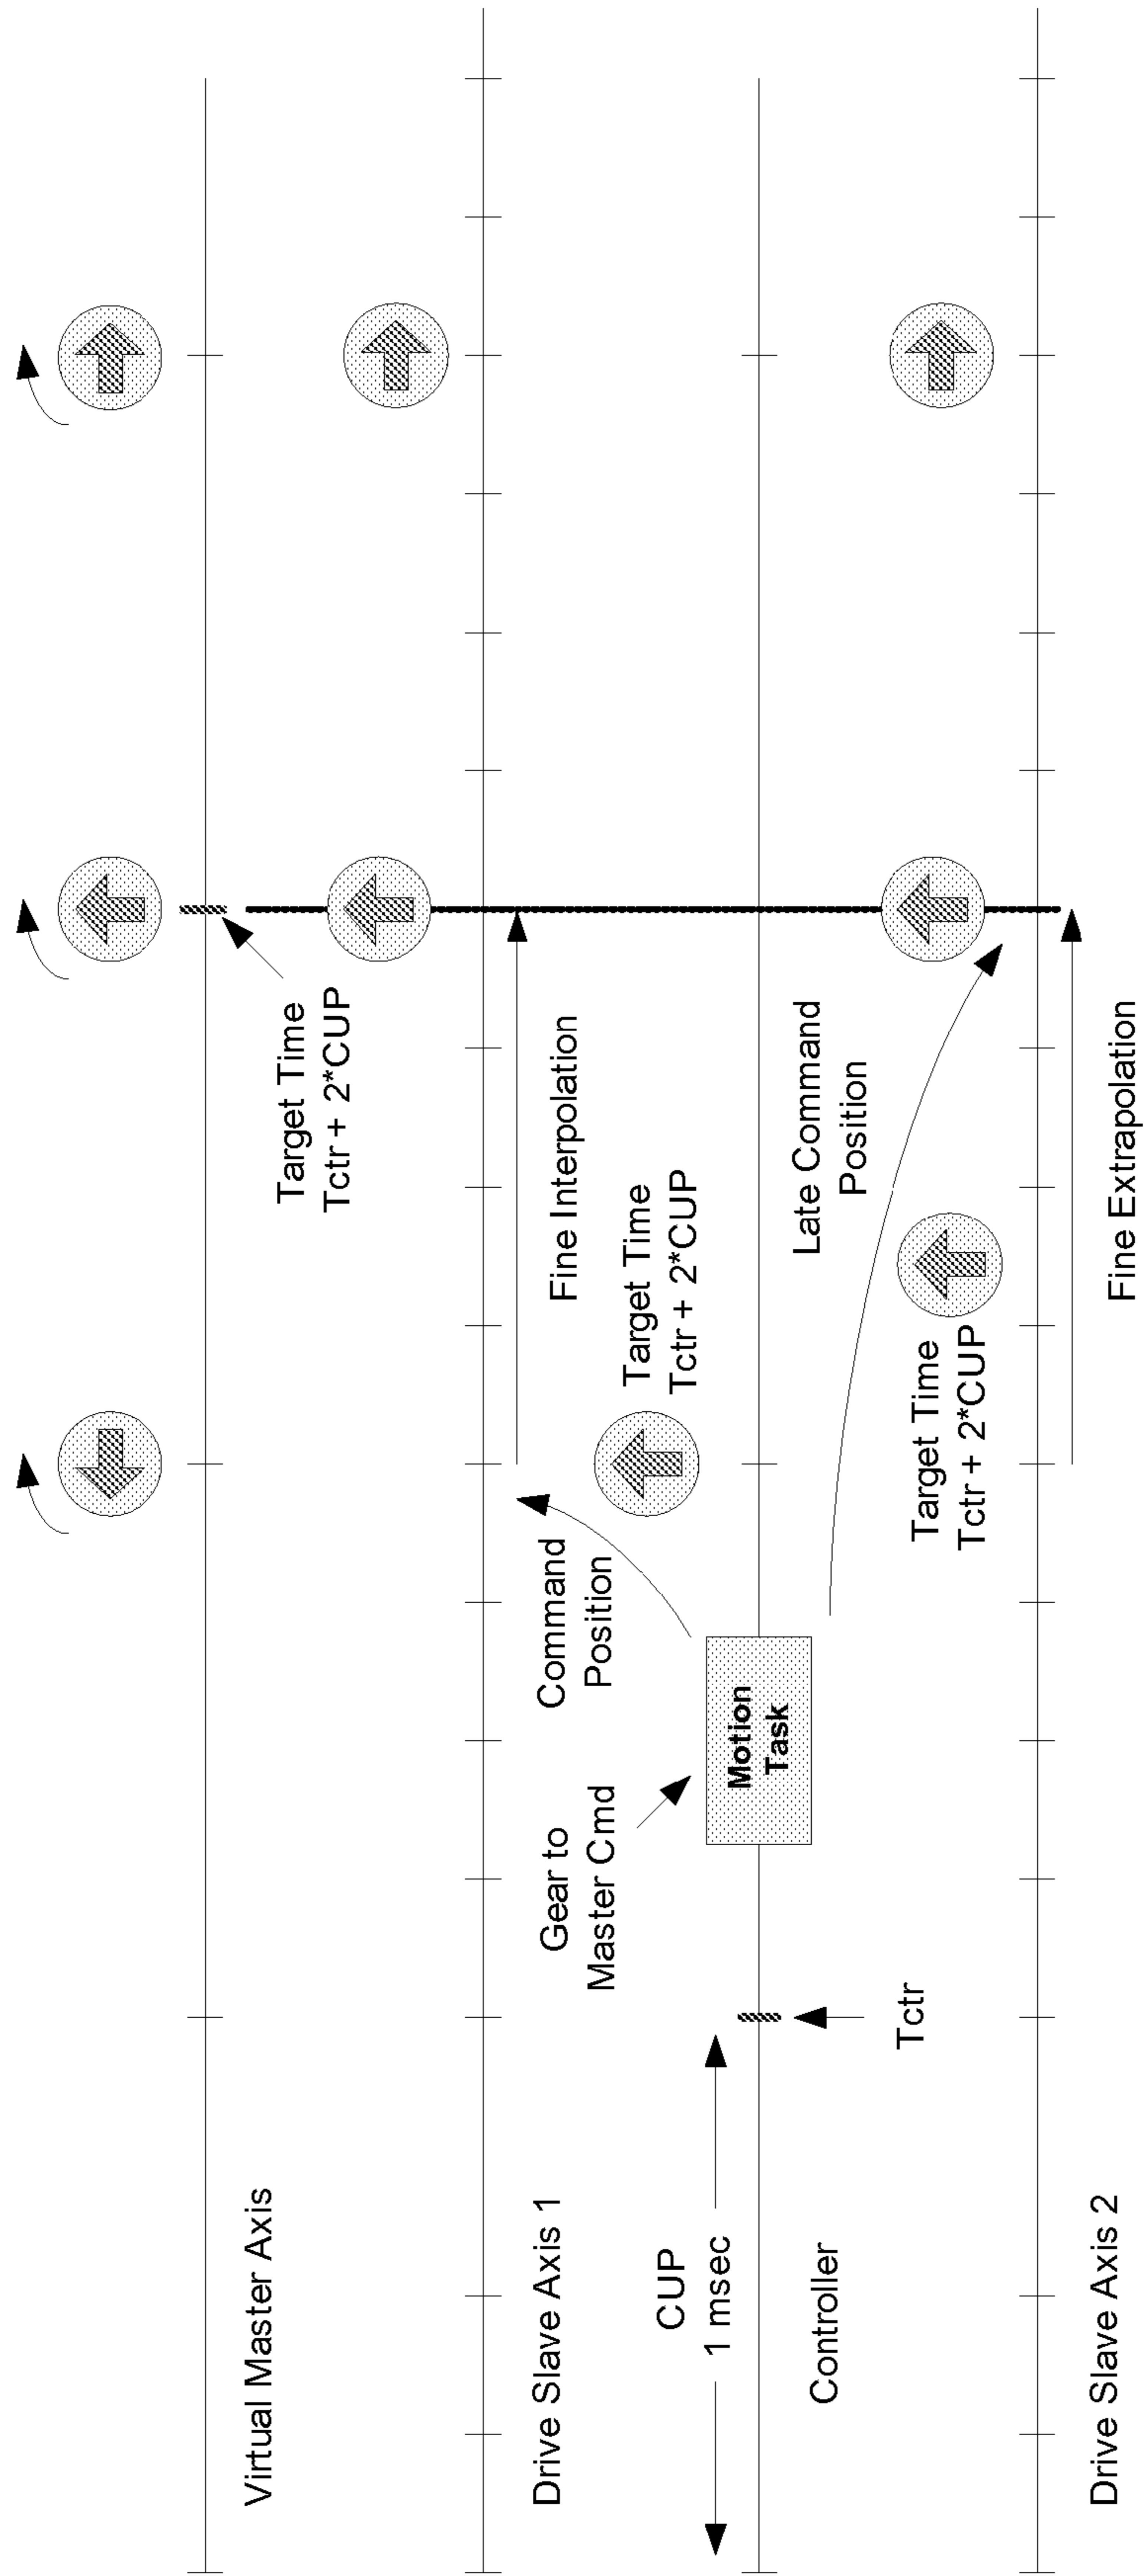 Virtual Master Axis
Target Time
Tctr + 2*CUP
Drive Slave Axis 1
Fine Interpolation
Gear to
Master Cmd
Command
Position
Target Time
Tctr + 2*CUP
CUP
1 msec
Motion
Task
Controller
Late Command
Position
Tctr
Target Time
Tctr + 2*CUP
Drive Slave Axis 2
Fine Extrapolation